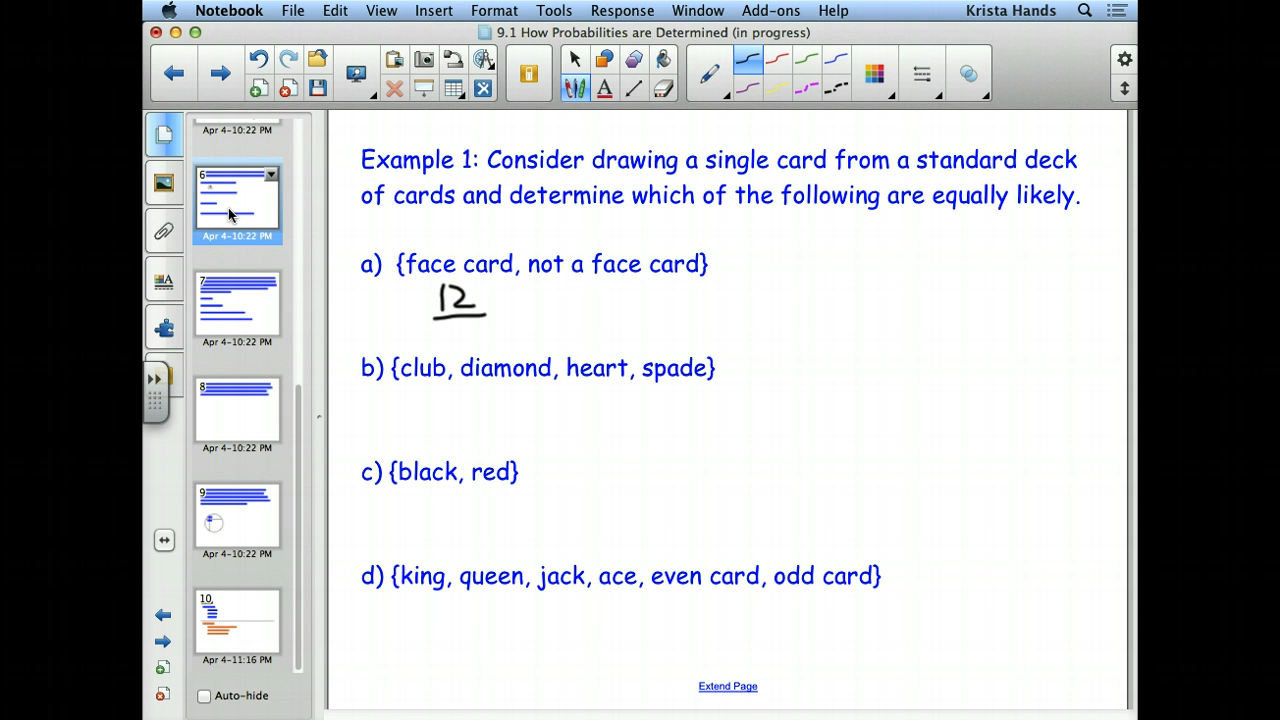 Notebook File Edit View Insert Format Tools Response Window Add-ons Help Krista Hands
9.1 How Probabilities are Determined (in progress)
Apr 4-10:22 PM
6
Apr 4-10:22 PM
7
Apr 4-10:22 PM
8
Apr 4-10:22 PM
9
Apr 4-10:22 PM
10
Apr 4-11:16 PM
Auto-hide
Example 1: Consider drawing a single card from a standard deck
of cards and determine which of the following are equally likely.
a) {face card, not a face card}
12
b) {club, diamond, heart, spade}
c) {black, red}
d) {king, queen, jack, ace, even card, odd card}
Extend Page